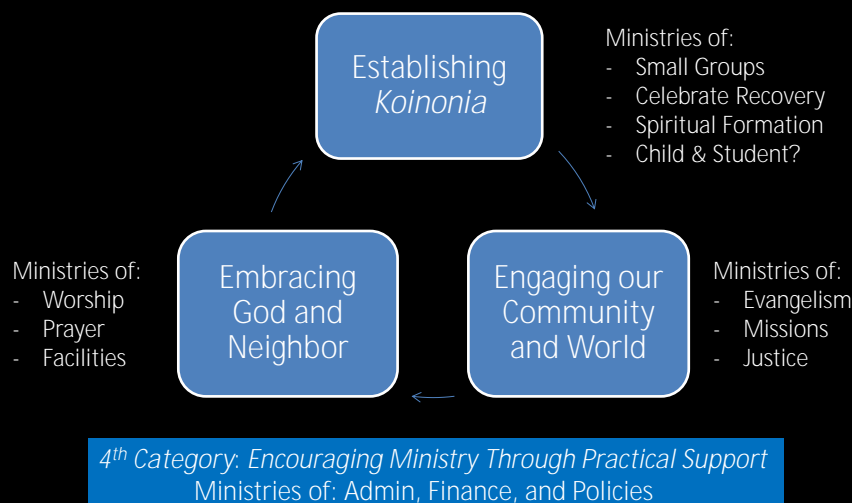 Establishing
Koinonia
Ministries of:
- Small Groups
- Celebrate Recovery
- Spiritual Formation
- Child & Student?
Ministries of:
- Worship
- Prayer
- Facilities
Embracing
God and
Neighbor
Engaging our
Community
and World
Ministries of:
- Evangelism
- Missions
- Justice
4th Category: Encouraging Ministry Through Practical Support
Ministries of: Admin, Finance, and Policies